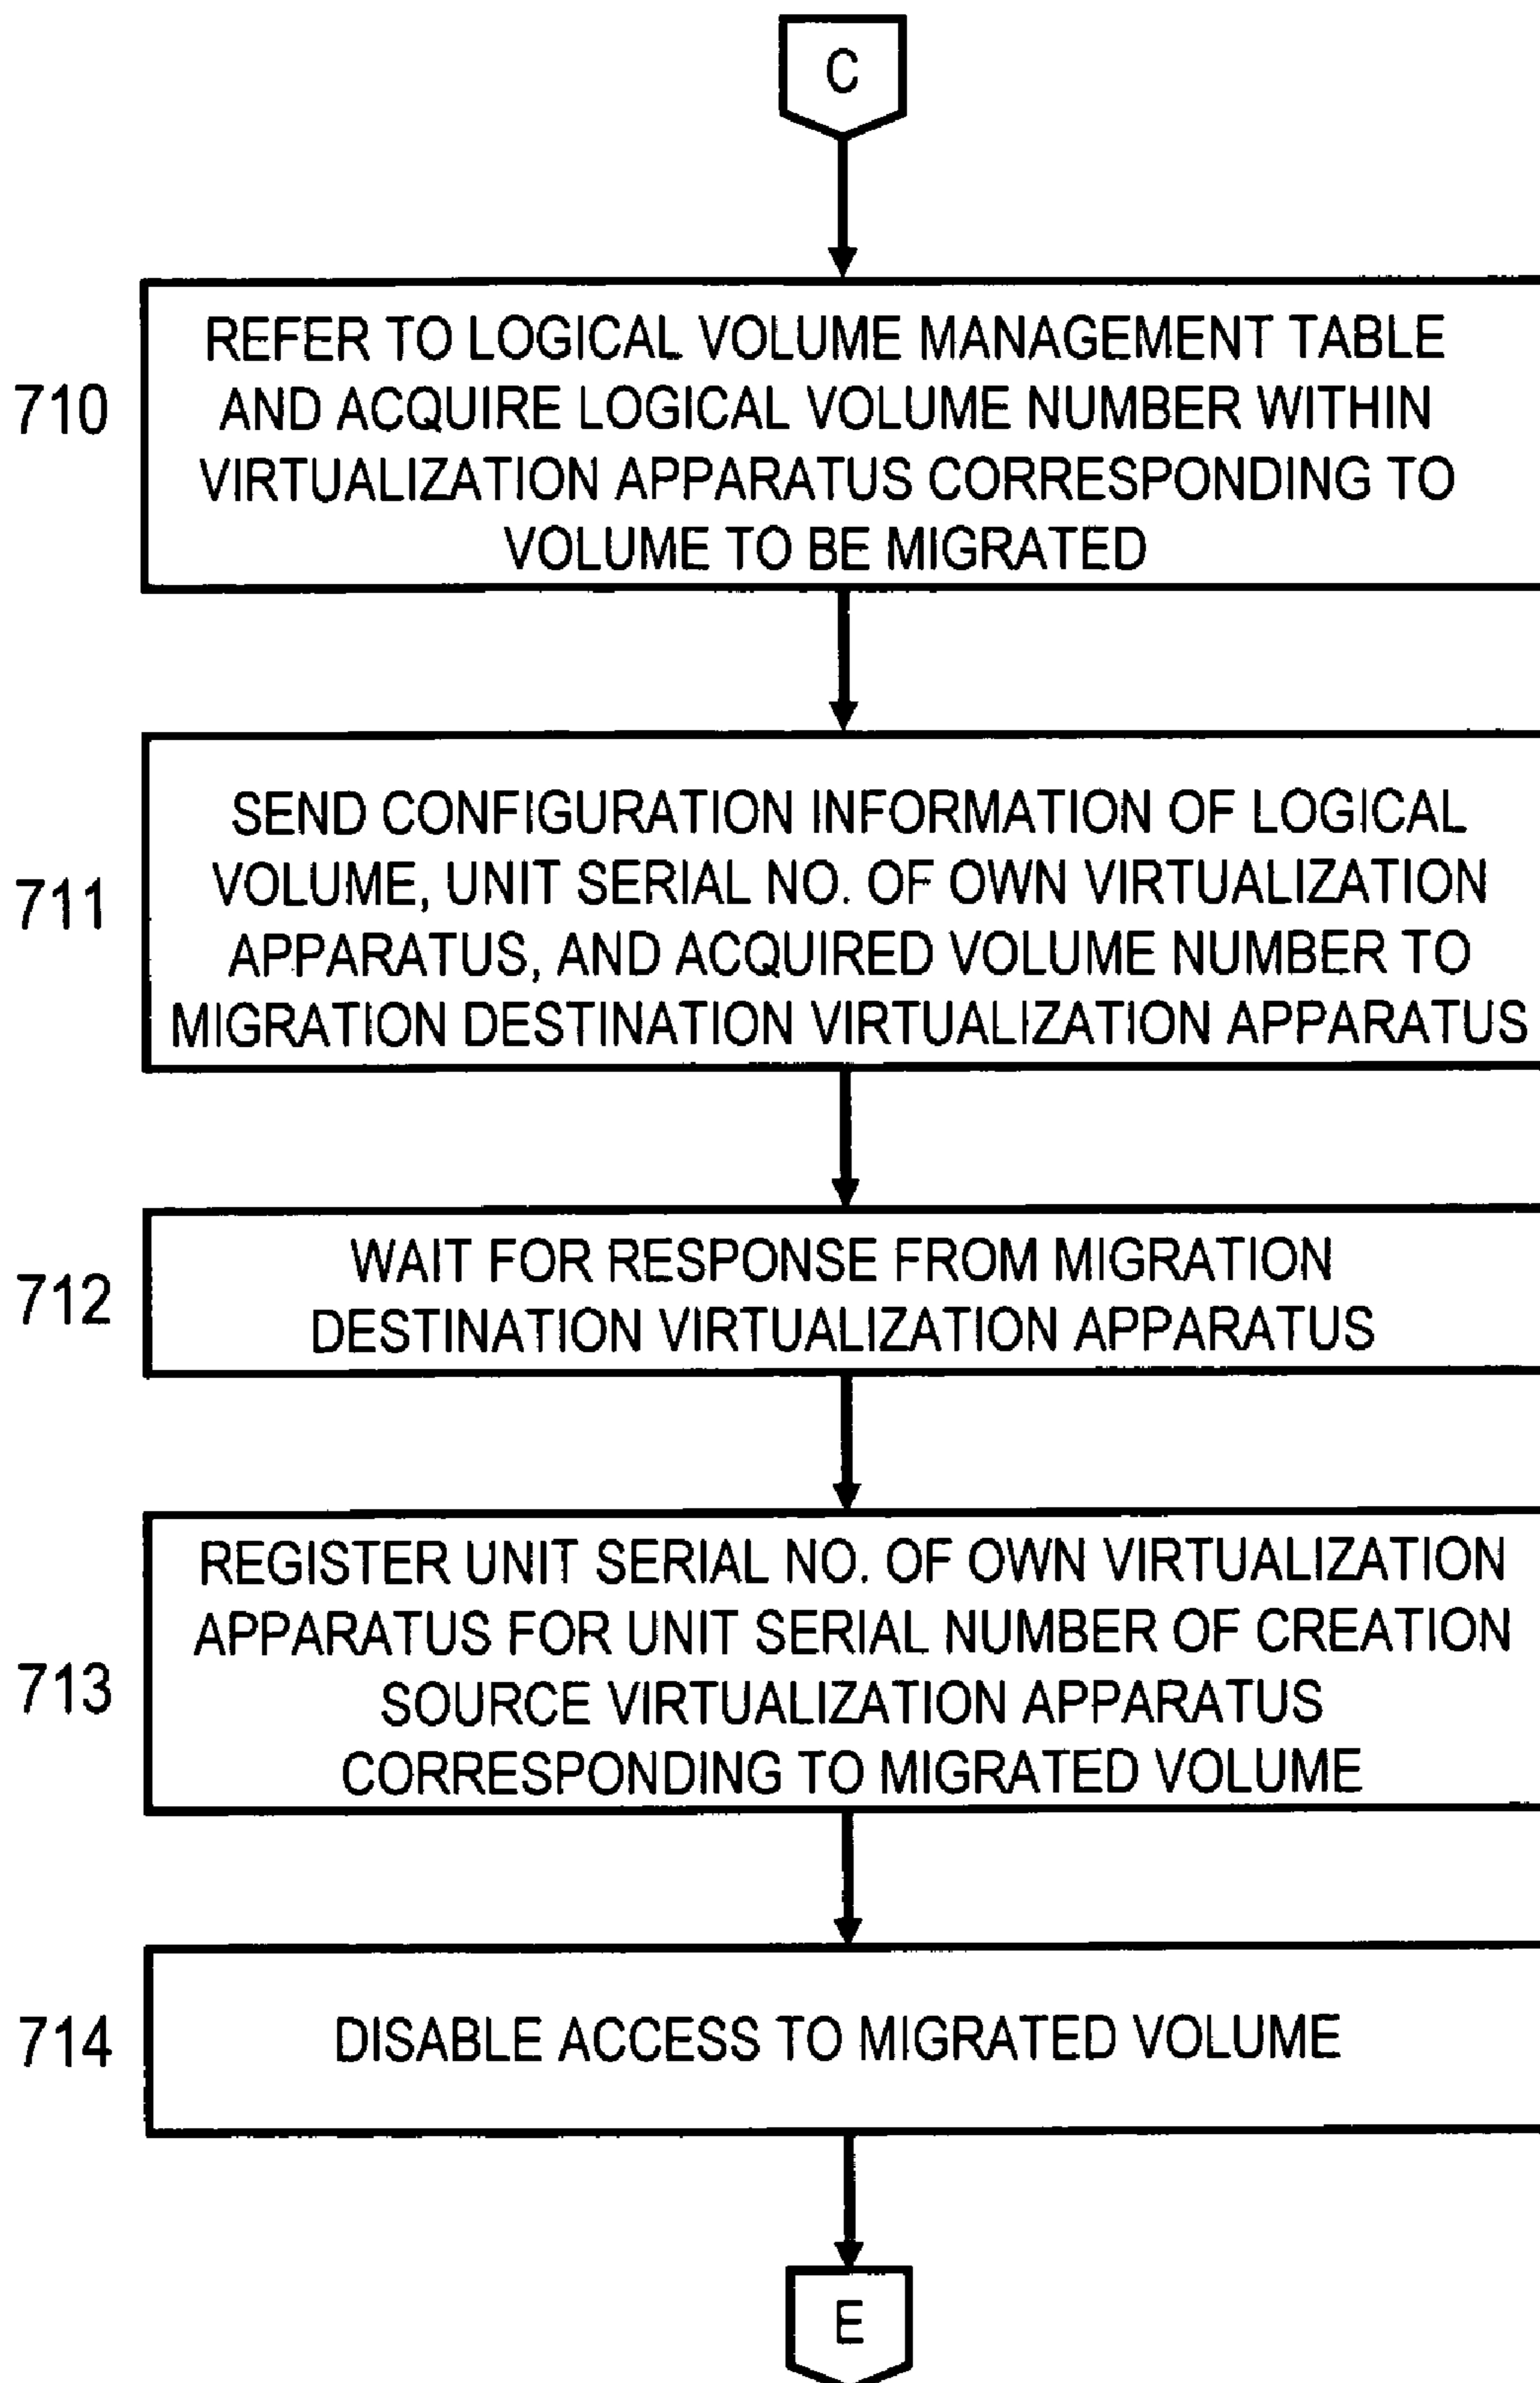 C
710
REFER TO LOGICAL VOLUME MANAGEMENT TABLE
AND ACQUIRE LOGICAL VOLUME NUMBER WITHIN
VIRTUALIZATION APPARATUS CORRESPONDING TO
VOLUME TO BE MIGRATED
711
SEND CONFIGURATION INFORMATION OF LOGICAL
VOLUME, UNIT SERIAL NO. OF OWN VIRTUALIZATION
APPARATUS, AND ACQUIRED VOLUME NUMBER TO
MIGRATION DESTINATION VIRTUALIZATION APPARATUS
712
WAIT FOR RESPONSE FROM MIGRATION
DESTINATION VIRTUALIZATION APPARATUS
713
REGISTER UNIT SERIAL NO. OF OWN VIRTUALIZATION
APPARATUS FOR UNIT SERIAL NUMBER OF CREATION
SOURCE VIRTUALIZATION APPARATUS
CORRESPONDING TO MIGRATED VOLUME
714
DISABLE ACCESS TO MIGRATED VOLUME
E